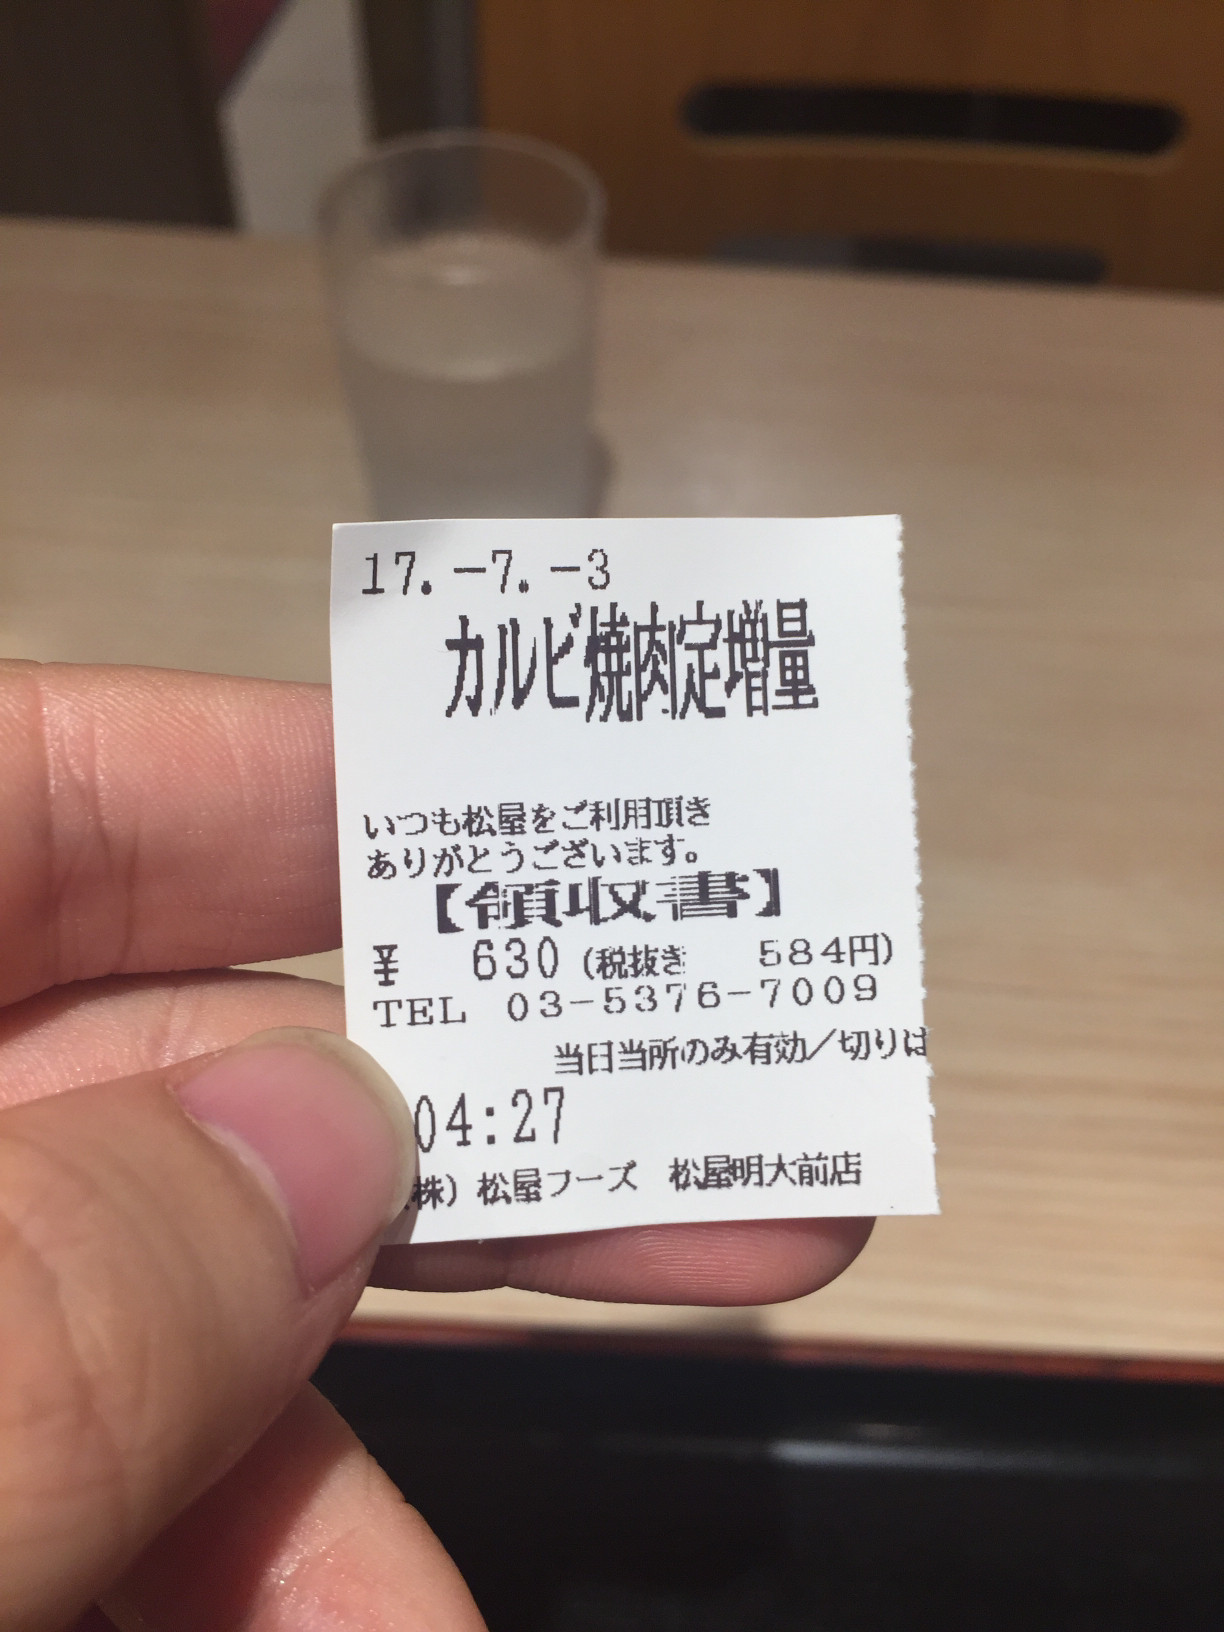 17.-7.-3
カルビ焼肉定増量
いつも松屋をご利用頂き
ありがとうございます。
【領収書】
¥ 630(税抜き 584円)
TEL 03-5376-7009
当日当所のみ有効／切りは
04:27
(株)松屋フーズ 松屋明大前店